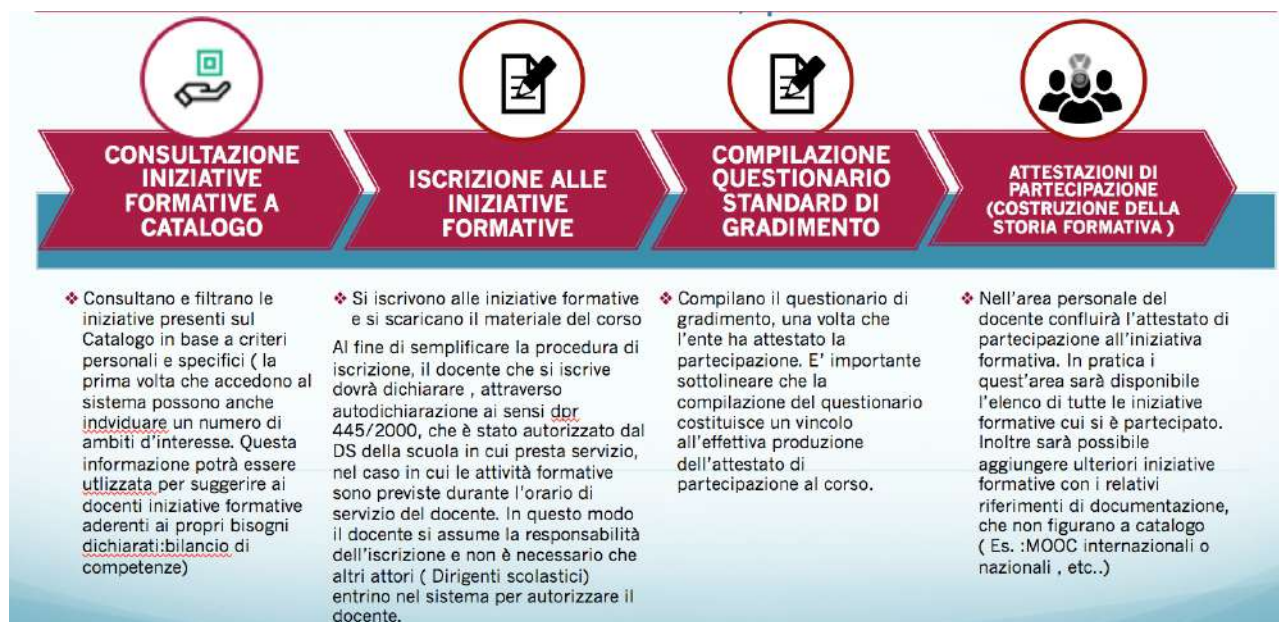 CONSULTAZIONE
INIZIATIVE
FORMATIVE A
CATALOGO
ISCRIZIONE ALLE
INIZIATIVE
FORMATIVE
COMPILAZIONE
QUESTIONARIO
STANDARD DI
GRADIMENTO
ATTESTAZIONI DI
PARTECIPAZIONE
(COSTRUZIONE DELLA
STORIA FORMATIVA )
❖ Consultano e filtrano le
iniziative presenti sul
Catalogo in base a criteri
personali e specifici ( la
prima volta che accedono al
sistema possono anche
indviduare un numero di
ambiti d'interesse. Questa
informazione potrà essere
utlizzata per suggerire ai
docenti iniziative formative
aderenti ai propri bisogni
dichiarati:bilancio di
competenze)
❖ Si iscrivono alle iniziative formative
e si scaricano il materiale del corso
Al fine di semplificare la procedura di
iscrizione, il docente che si iscrive
dovrà dichiarare , attraverso
autodichiarazione ai sensi dpr
445/2000, che è stato autorizzato dal
DS della scuola in cui presta servizio,
nel caso in cui le attività formative
sono previste durante l'orario di
servizio del docente. In questo modo
il docente si assume la responsabilità
dell'iscrizione e non è necessario che
altri attori ( Dirigenti scolastici)
entrino nel sistema per autorizzare il
docente.
❖ Compilano il questionario di
gradimento, una volta che
l'ente ha attestato la
partecipazione. E' importante
sottolineare che la
compilazione del questionario
costituisce un vincolo
all'effettiva produzione
dell'attestato di
partecipazione al corso.
❖ Nell'area personale del
docente confluirà l'attestato di
partecipazione all'iniziativa
formativa. In pratica i
quest'area sarà disponibile
l'elenco di tutte le iniziative
formative cui si è partecipato.
Inoltre sarà possibile
aggiungere ulteriori iniziative
formative con i relativi
riferimenti di documentazione,
che non figurano a catalogo
( Es. :MOOC internazionali o
nazionali , etc..)